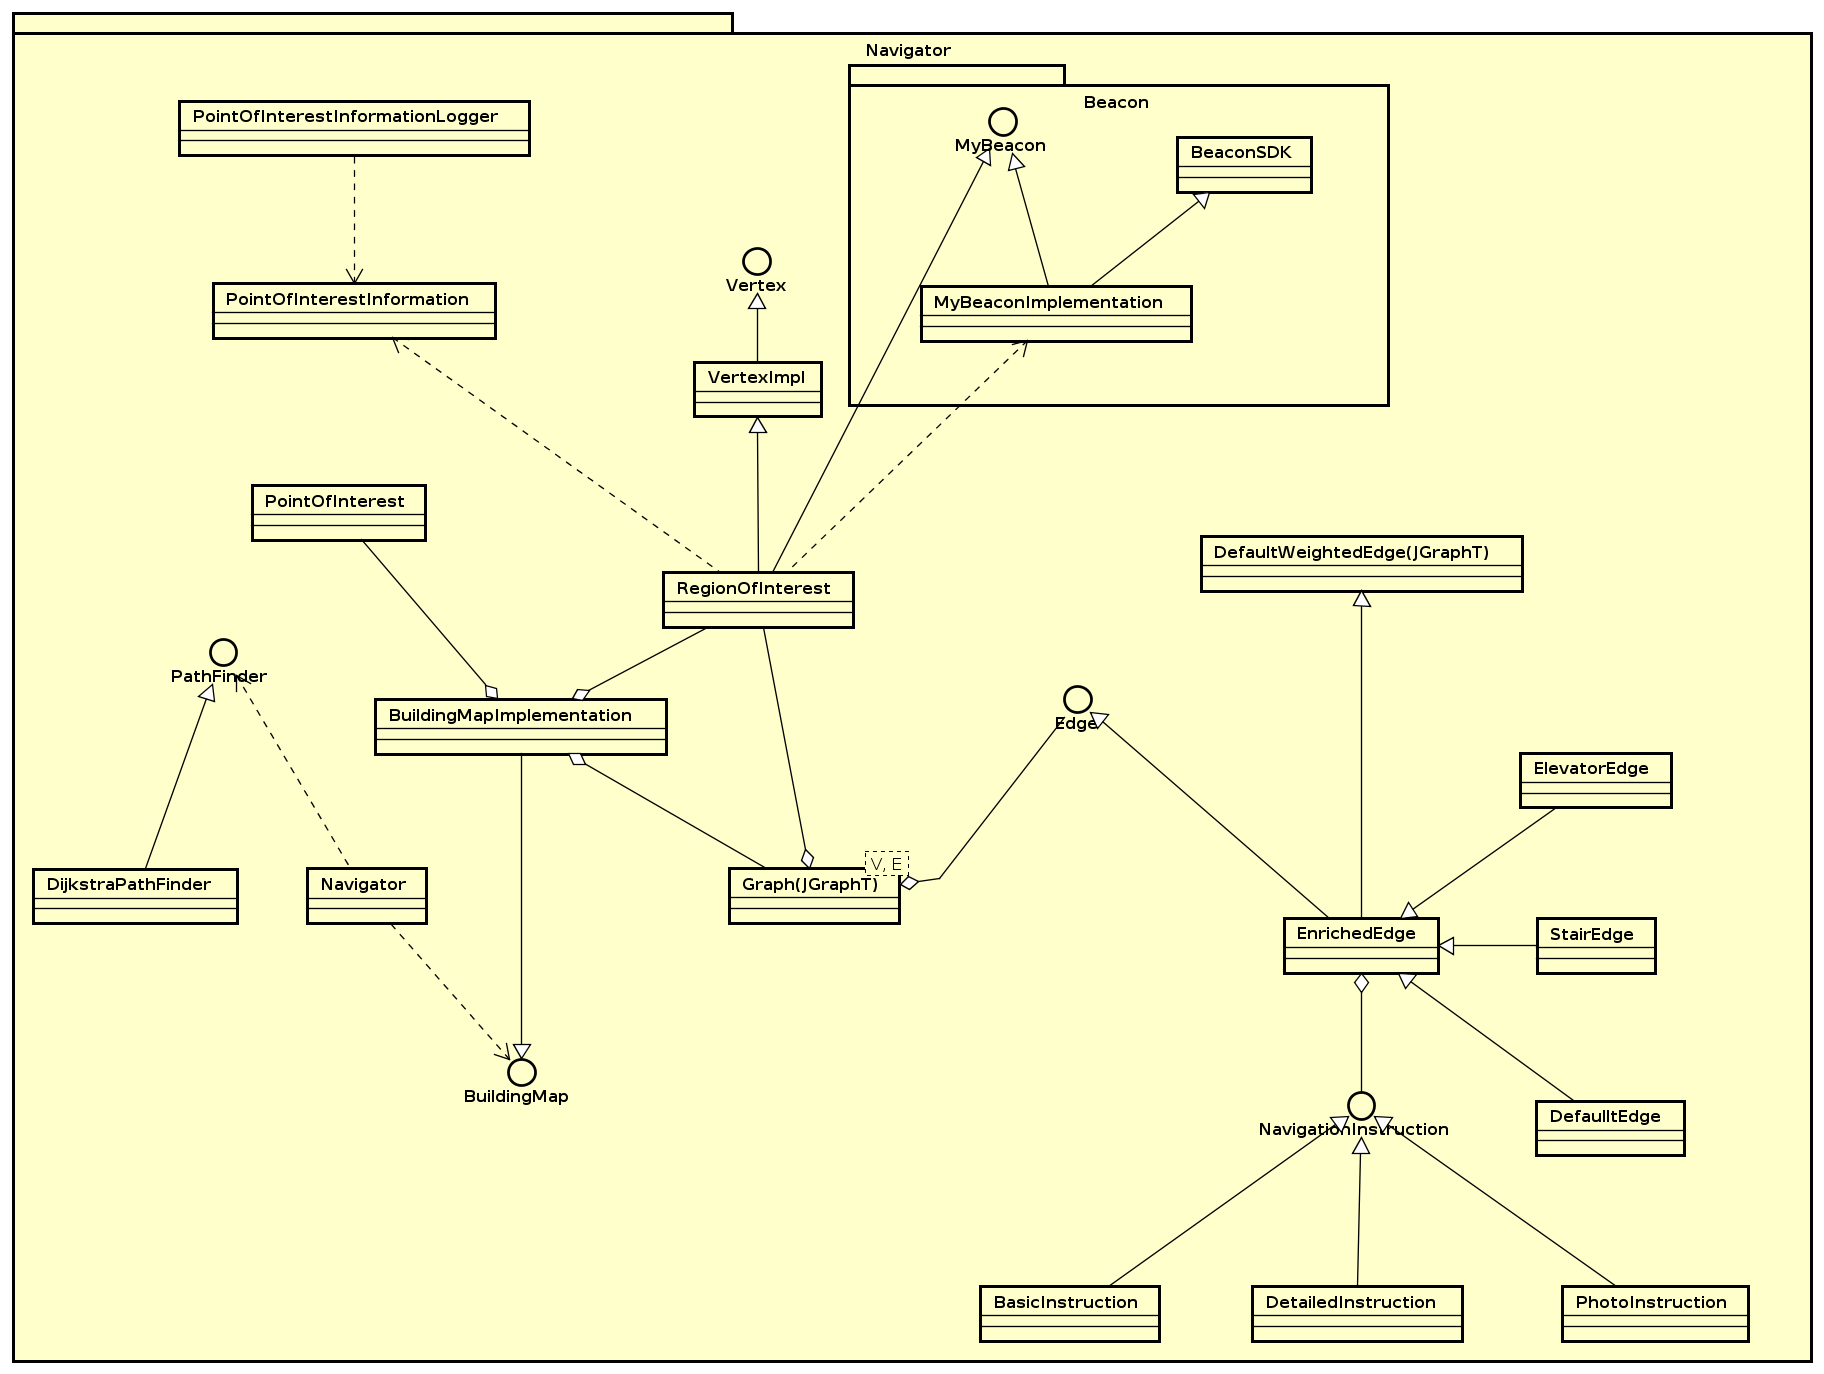 Navigator
Beacon
PointOfInterestInformationLogger
MyBeacon
BeaconSDK
Vertex
PointOfInterestInformation
MyBeaconImplementation
VertexImpl
PointOfInterest
DefaultWeightedEdge(JGraphT)
RegionOfInterest
PathFinder
BuildingMapImplementation
Edge
ElevatorEdge
V, E
DijkstraPathFinder
Navigator
Graph(JGraphT)
EnrichedEdge
StairEdge
BuildingMap
NavigationInstruction
DefaulltEdge
BasicInstruction
DetailedInstruction
PhotoInstruction